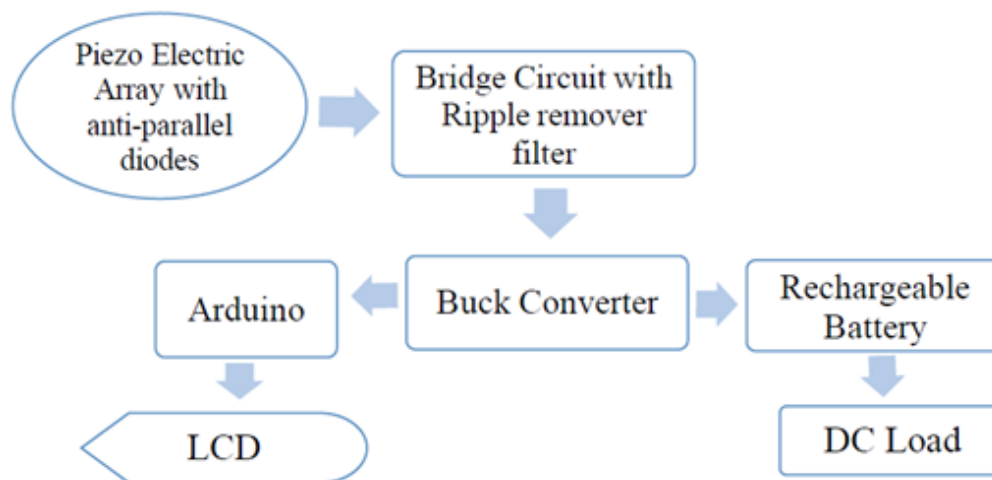 Piezo Electric
Array with
anti-parallel
diodes
Bridge Circuit with
Ripple remover
filter
Arduino
Buck Converter
Rechargeable
Battery
LCD
DC Load